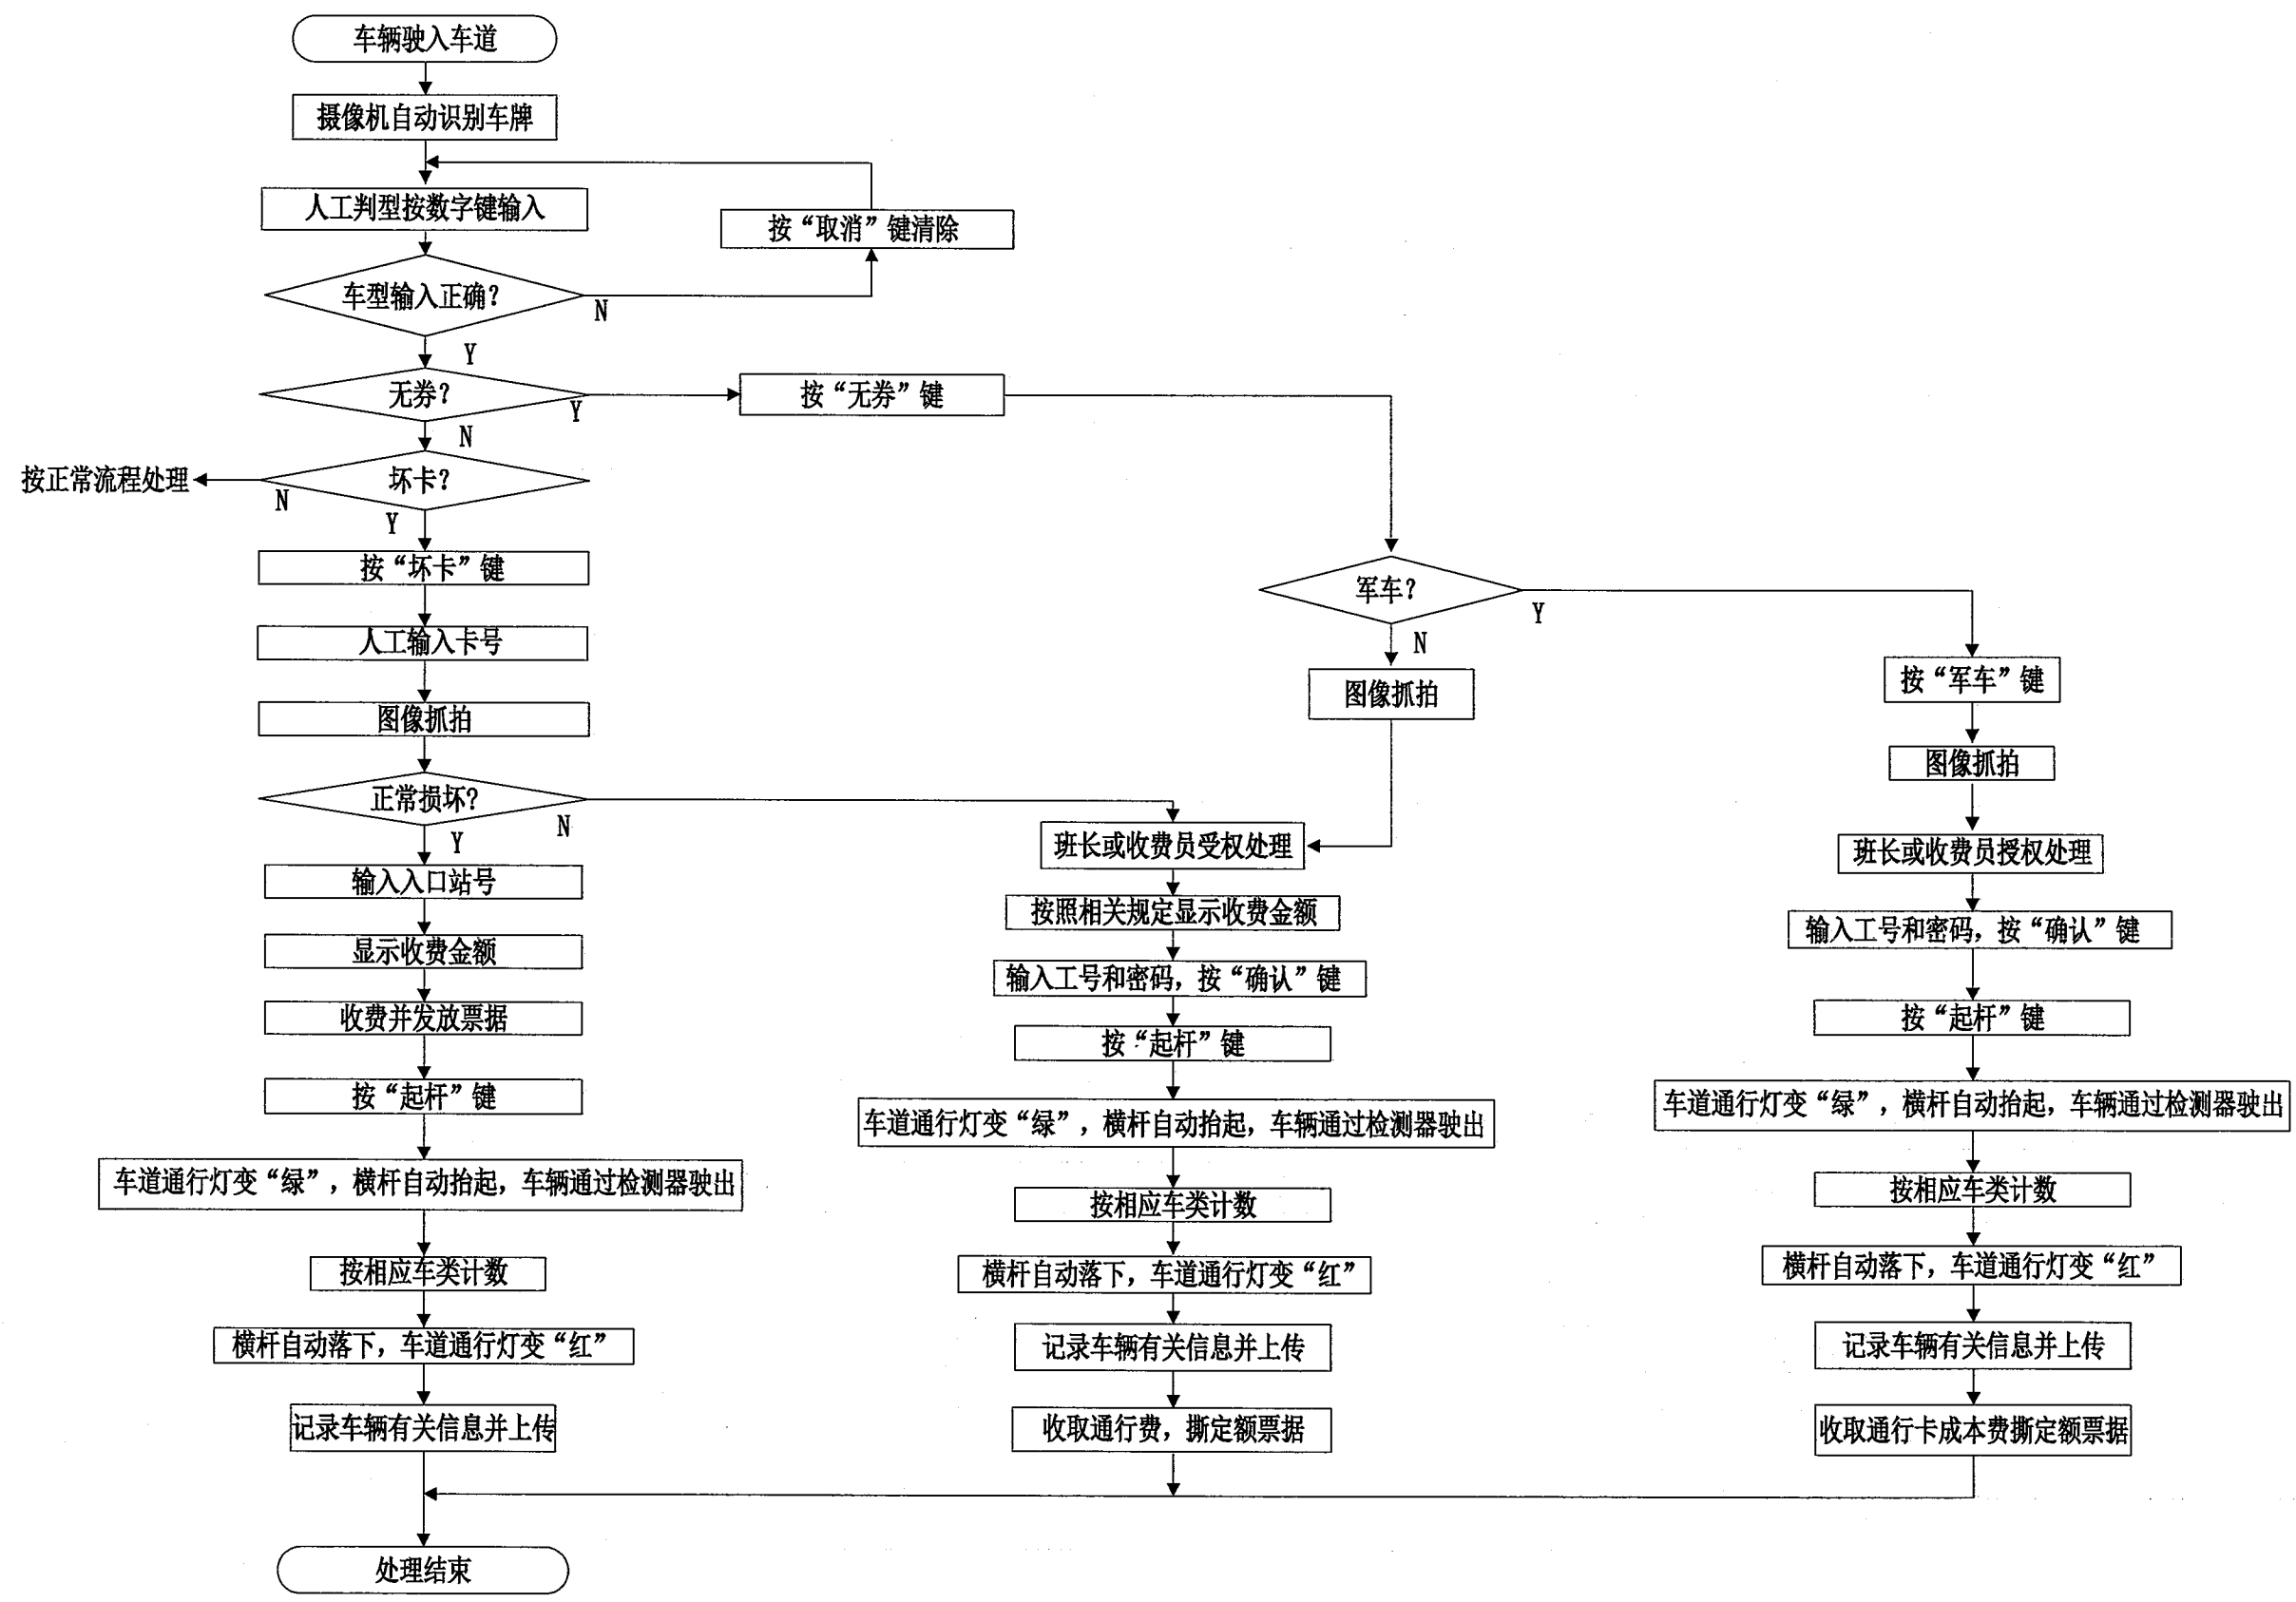 车辆驶入车道
摄像机自动识别车牌
人工判型按数字键输入
按“取消”键清除
车型输入正确？
N
Y
无券？
Y
按“无券”键
N
坏卡？
按正常流程处理
N
Y
按“坏卡”键
军车？
Y
N
人工输入卡号
图像抓拍
按“军车”键
图像抓拍
图像抓拍
正常损坏？
N
Y
班长或收费员受权处理
班长或收费员授权处理
输入入口站号
按照相关规定显示收费金额
输入工号和密码，按“确认”键
显示收费金额
输入工号和密码，按“确认”键
收费并发放票据
按“起杆”键
按“起杆”键
按“起杆”键
车道通行灯变“绿”，横杆自动抬起，车辆通过检测器驶出
车道通行灯变“绿”，横杆自动抬起，车辆通过检测器驶出
车道通行灯变“绿”，横杆自动抬起，车辆通过检测器驶出
按相应车类计数
按相应车类计数
按相应车类计数
横杆自动落下，车道通行灯变“红”
横杆自动落下，车道通行灯变“红”
横杆自动落下，车道通行灯变“红”
记录车辆有关信息并上传
记录车辆有关信息并上传
记录车辆有关信息并上传
收取通行费，撕定额票据
收取通行卡成本费撕定额票据
处理结束